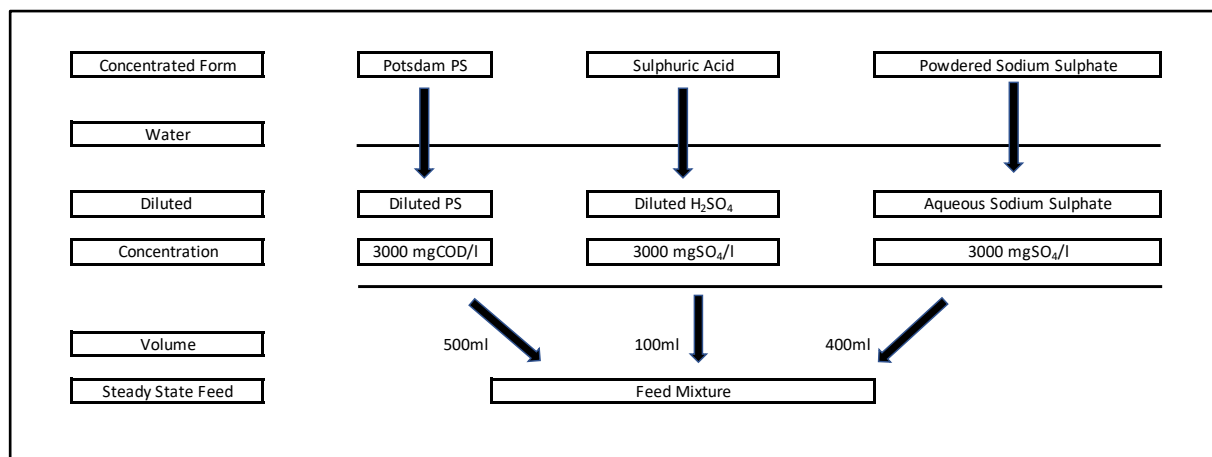 Concentrated Form Potsdam PS Sulphuric Acid Powdered Sodium Sulphate
Water
Diluted Diluted PS Diluted H₂SO₄ Aqueous Sodium Sulphate
Concentration 3000 mgCOD/l 3000 mgSO₄/l 3000 mgSO₄/l
Volume 500ml 100ml 400ml
Steady State Feed Feed Mixture